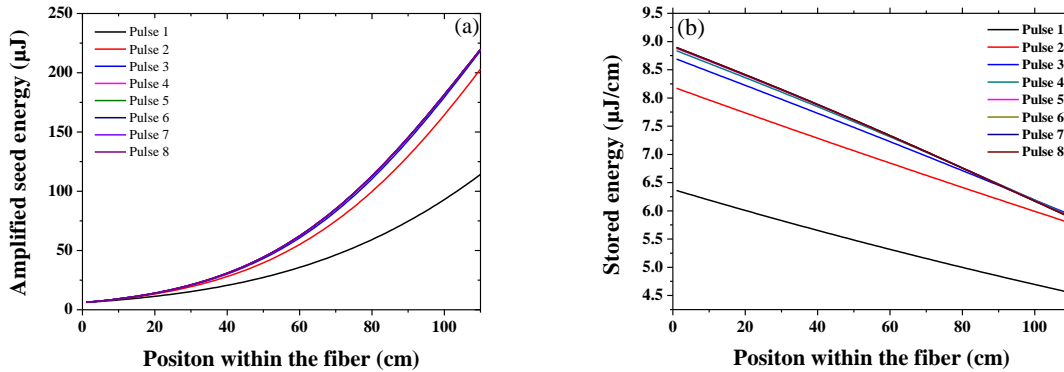 (a)
Amplified seed energy (µJ)
250
200
150
100
50
0
Pulse 1
Pulse 2
Pulse 3
Pulse 4
Pulse 5
Pulse 6
Pulse 7
Pulse 8
0 20 40 60 80 100
Positon within the fiber (cm)
(b)
Stored energy (µJ/cm)
9.5
9.0
8.5
8.0
7.5
7.0
6.5
6.0
5.5
5.0
4.5
Pulse 1
Pulse 2
Pulse 3
Pulse 4
Pulse 5
Pulse 6
Pulse 7
Pulse 8
0 20 40 60 80 100
Positon within the fiber (cm)